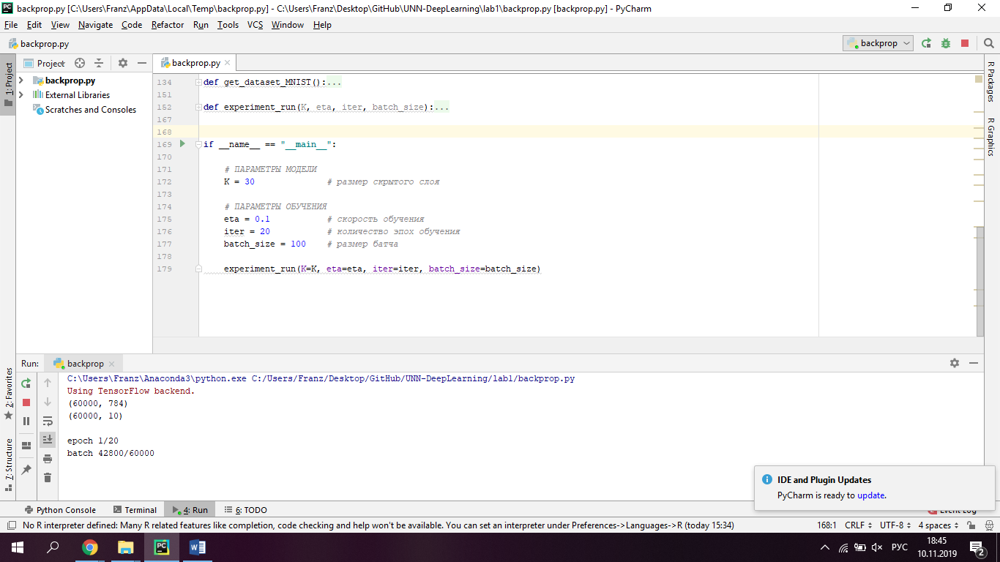 backprop.py [C:\Users\Franz\AppData\Local\Temp\backprop.py] - C:\Users\Franz\Desktop\GitHub\UNN-DeepLearning\lab1\backprop.py [backprop.py] - PyCharm
File Edit View Navigate Code Refactor Run Tools VCS Window Help
backprop.py
backprop
1: Project
Project
backprop.py
External Libraries
Scratches and Consoles
backprop.py
134 def get_dataset_MNIST():...
151
152 def experiment_run(K, eta, iter, batch_size):...
167
168
169 if __name__ == "__main__":
170
171 # ПАРАМЕТРЫ МОДЕЛИ
172 K = 30 # размер скрытого слоя
173
174 # ПАРАМЕТРЫ ОБУЧЕНИЯ
175 eta = 0.1 # скорость обучения
176 iter = 20 # количество эпох обучения
177 batch_size = 100 # размер батча
178
179 experiment_run(K=K, eta=eta, iter=iter, batch_size=batch_size)
R Packages
R Graphics
2: Favorites
7: Structure
Run: backprop
C:\Users\Franz\Anaconda3\python.exe C:/Users/Franz/Desktop/GitHub/UNN-DeepLearning/lab1/backprop.py
Using TensorFlow backend.
(60000, 784)
(60000, 10)
epoch 1/20
batch 42800/60000
IDE and Plugin Updates
PyCharm is ready to update.
Python Console Terminal 4: Run 6: TODO Event Log
No R interpreter defined: Many R related features like completion, code checking and help won't be available. You can set an interpreter under Preferences->Languages->R (today 15:34) 168:1 CRLF UTF-8 4 spaces
РУС
18:45
10.11.2019
2